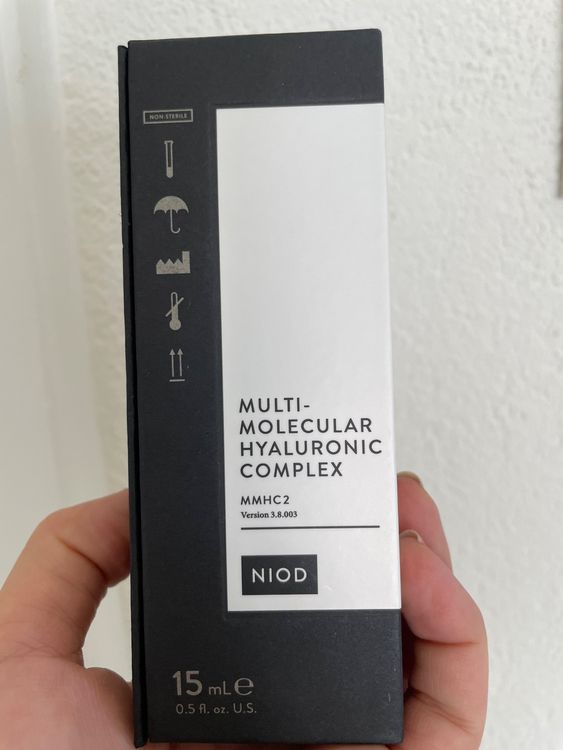 NON-STERILE
MULTI-
MOLECULAR
HYALURONIC
COMPLEX
MMHC2
Version 3.8.003
NIOD
15 mL ℮
0.5 fl. oz. U.S.